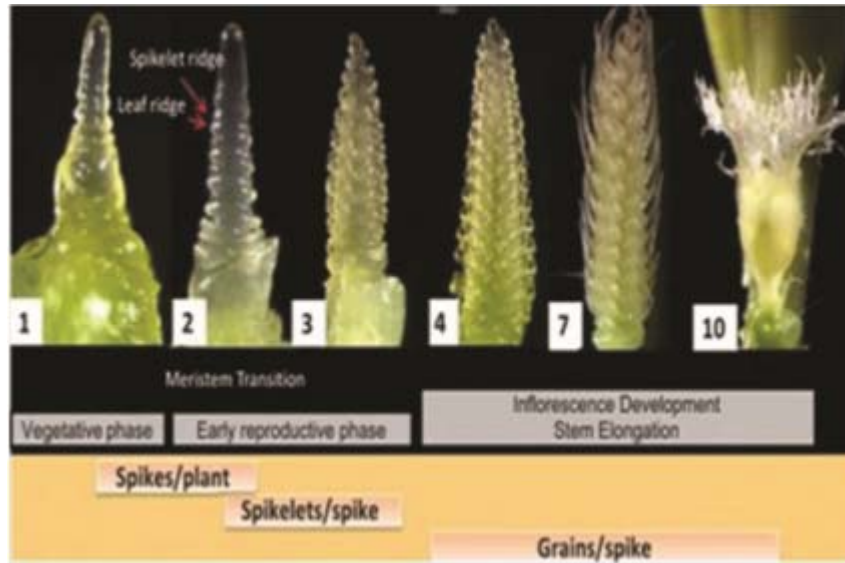 Spikelet ridge
Leaf ridge
1
2
3
4
7
10
Meristem Transition
Vegetative phase
Early reproductive phase
Inflorescence Development
Stem Elongation
Spikes/plant
Spikelets/spike
Grains/spike